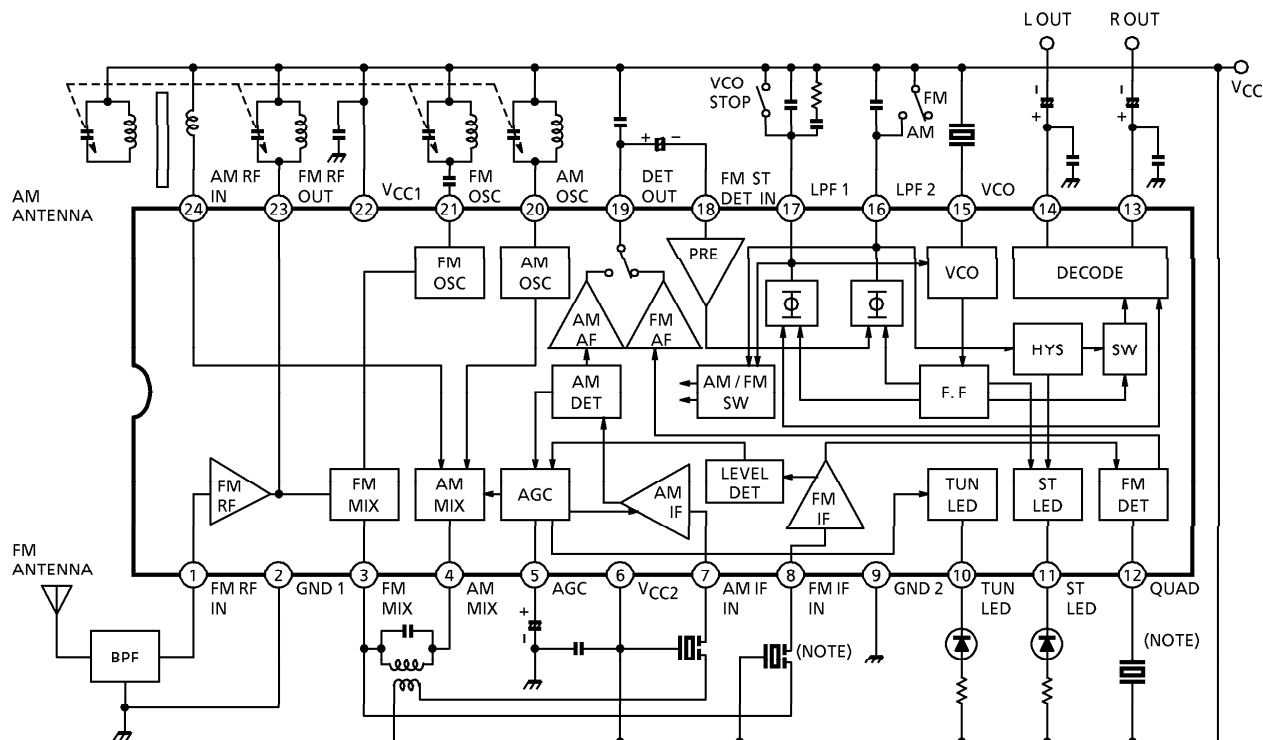 L OUT
R OUT
VCC
VCO
STOP
FM
AM
AM
ANTENNA
AM RF
IN
FM RF
OUT
VCC1
FM
OSC
AM
OSC
DET
OUT
FM ST
DET IN
LPF 1
LPF 2
VCO
24
23
22
21
20
19
18
17
16
15
14
13
FM
OSC
AM
OSC
PRE
VCO
DECODE
AM
AF
FM
AF
HYS
SW
AM
DET
AM / FM
SW
F. F
FM
RF
FM
MIX
AM
MIX
AGC
AM
IF
LEVEL
DET
FM
IF
TUN
LED
ST
LED
FM
DET
FM
ANTENNA
1
2
3
4
5
6
7
8
9
10
11
12
FM RF
IN
GND 1
FM
MIX
AM
MIX
AGC
VCC2
AM IF
IN
FM IF
IN
GND 2
TUN
LED
ST
LED
QUAD
BPF
(NOTE)
(NOTE)